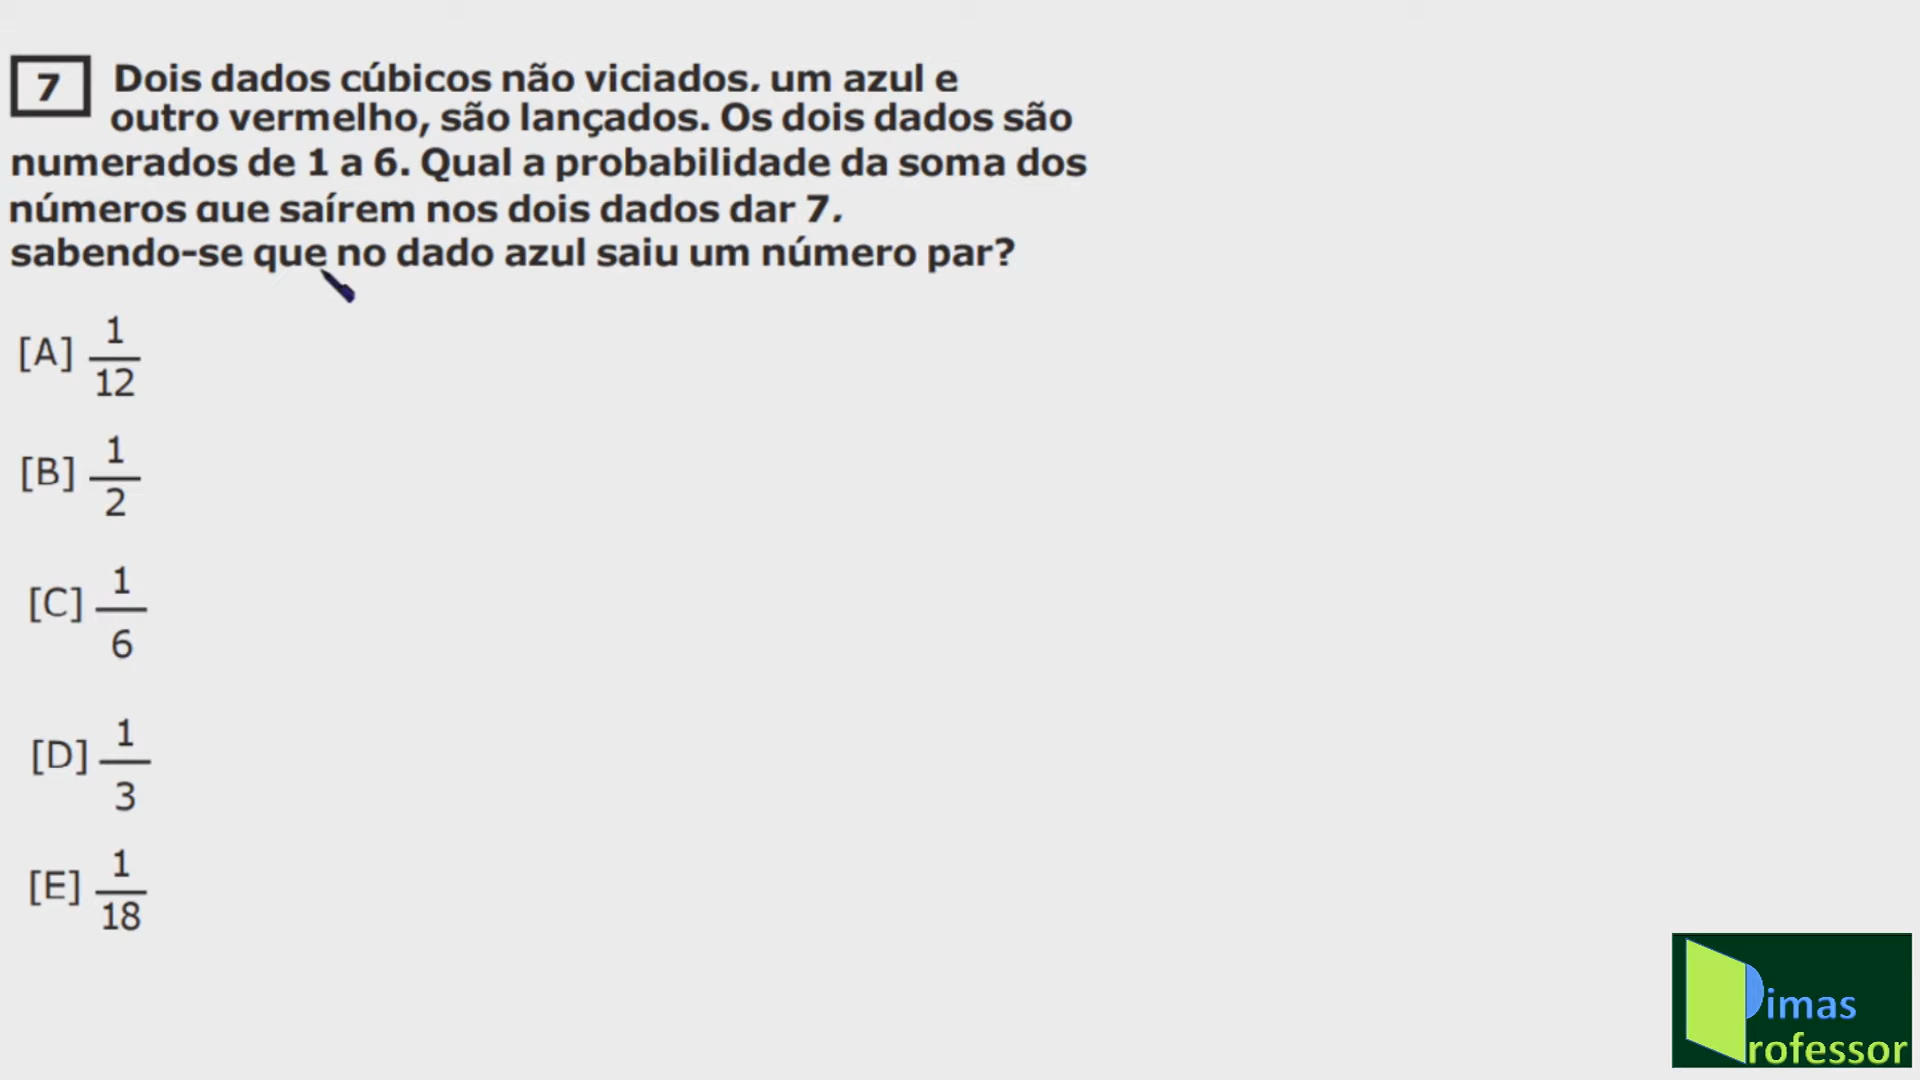 7 Dois dados cúbicos não viciados, um azul e
outro vermelho, são lançados. Os dois dados são
numerados de 1 a 6. Qual a probabilidade da soma dos
números que saírem nos dois dados dar 7,
sabendo-se que no dado azul saiu um número par?
[A] 1/12
[B] 1/2
[C] 1/6
[D] 1/3
[E] 1/18
Dimas
Professor